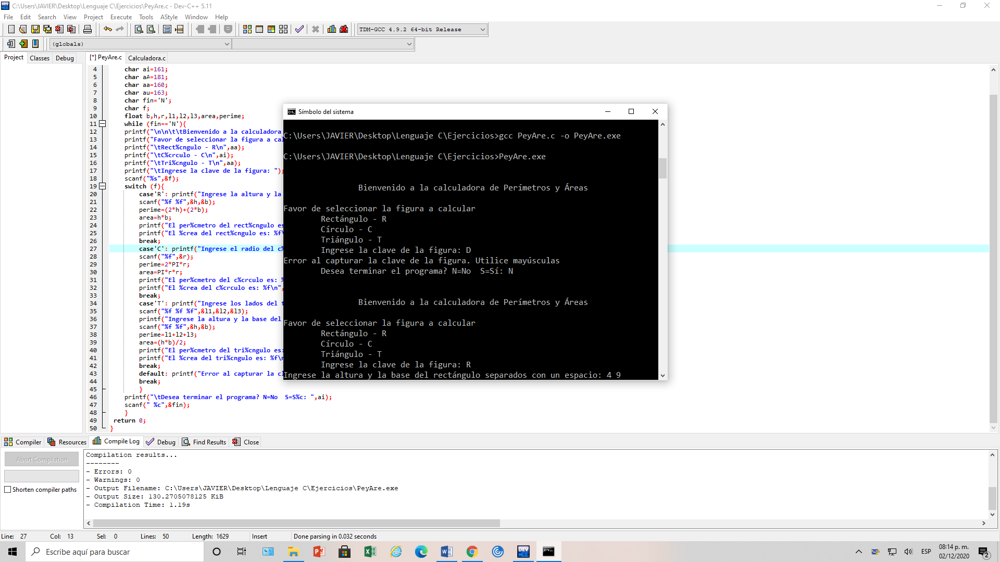 C:\Users\JAVIER\Desktop\Lenguaje C\Ejercicios\PeyAre.c - Dev-C++ 5.11
File Edit Search View Project Execute Tools AStyle Window Help
TDM-GCC 4.9.2 64-bit Release
(globals)
Project Classes Debug
[*] PeyAre.c Calculadora.c
4 char ai=161;
5 char aA=181;
6 char aa=160;
7 char au=163;
8 char fin='N';
9 char f;
10 float b,h,r,l1,l2,l3,area,perime;
11 while (fin=='N'){
12 printf("\n\n\t\tBienvenido a la calculadora
13 printf("Favor de seleccionar la figura a cal
14 printf("\tRect%cngulo - R\n",aa);
15 printf("\tC%crculo - C\n",ai);
16 printf("\tTri%cngulo - T\n",aa);
17 printf("\tIngrese la clave de la figura: ");
18 scanf("%s",&f);
19 switch (f){
20 case'R': printf("Ingrese la altura y la
21 scanf("%f %f",&h,&b);
22 perime=(2*h)+(2*b);
23 area=h*b;
24 printf("El per%cmetro del rect%cngulo es
25 printf("El %crea del rect%cngulo es: %f\
26 break;
27 case'C': printf("Ingrese el radio del c%
28 scanf("%f",&r);
29 perime=2*PI*r;
30 area=PI*r*r;
31 printf("El per%cmetro del c%crculo es: %
32 printf("El %crea del c%crculo es: %f\n",
33 break;
34 case'T': printf("Ingrese los lados del t
35 scanf("%f %f %f",&l1,&l2,&l3);
36 printf("Ingrese la altura y la base del
37 scanf("%f %f",&h,&b);
38 perime=l1+l2+l3;
39 area=(h*b)/2;
40 printf("El per%cmetro del tri%cngulo es:
41 printf("El %crea del tri%cngulo es: %f\n
42 break;
43 default: printf("Error al capturar la cl
44 break;
45 }
46 printf("\tDesea terminar el programa? N=No  S=S%c: ",ai);
47 scanf(" %c",&fin);
48 }
49 return 0;
50 }
Símbolo del sistema
C:\Users\JAVIER\Desktop\Lenguaje C\Ejercicios>gcc PeyAre.c -o PeyAre.exe
C:\Users\JAVIER\Desktop\Lenguaje C\Ejercicios>PeyAre.exe
Bienvenido a la calculadora de Perímetros y Áreas
Favor de seleccionar la figura a calcular
Rectángulo - R
Círculo - C
Triángulo - T
Ingrese la clave de la figura: D
Error al capturar la clave de la figura. Utilice mayúsculas
Desea terminar el programa? N=No  S=Sí: N
Bienvenido a la calculadora de Perímetros y Áreas
Favor de seleccionar la figura a calcular
Rectángulo - R
Círculo - C
Triángulo - T
Ingrese la clave de la figura: R
Ingrese la altura y la base del rectángulo separados con un espacio: 4 9
Compiler Resources Compile Log Debug Find Results Close
Abort Compilation
Shorten compiler paths
Compilation results...
--------
- Errors: 0
- Warnings: 0
- Output Filename: C:\Users\JAVIER\Desktop\Lenguaje C\Ejercicios\PeyAre.exe
- Output Size: 130.2705078125 KiB
- Compilation Time: 1.19s
Line: 27 Col: 13 Sel: 0 Lines: 50 Length: 1629 Insert Done parsing in 0.032 seconds
Escribe aquí para buscar
ESP
08:14 p. m.
02/12/2020
2